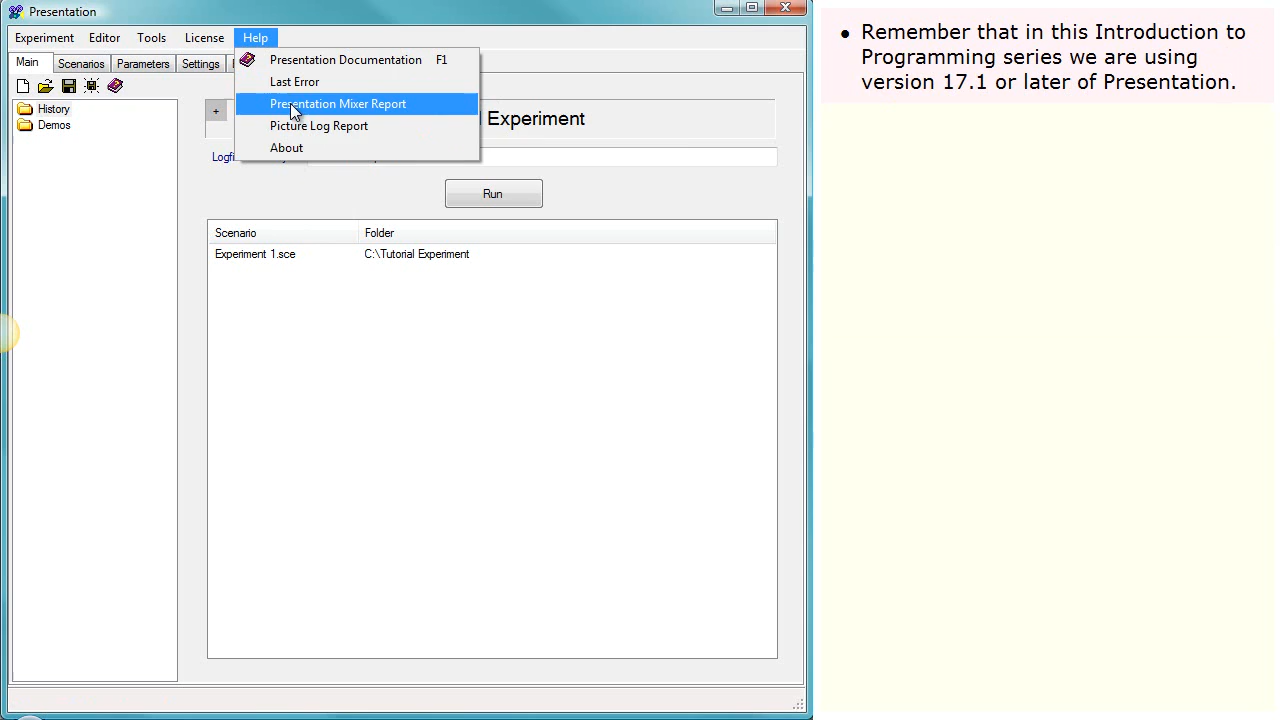 Presentation
Experiment Editor Tools License Help
Main Scenarios Parameters Settings
Presentation Documentation F1
Last Error
Presentation Mixer Report
Picture Log Report
About
History
Demos
+
Experiment
Run
Scenario Folder
Experiment 1.sce C:\Tutorial Experiment
• Remember that in this Introduction to
Programming series we are using
version 17.1 or later of Presentation.